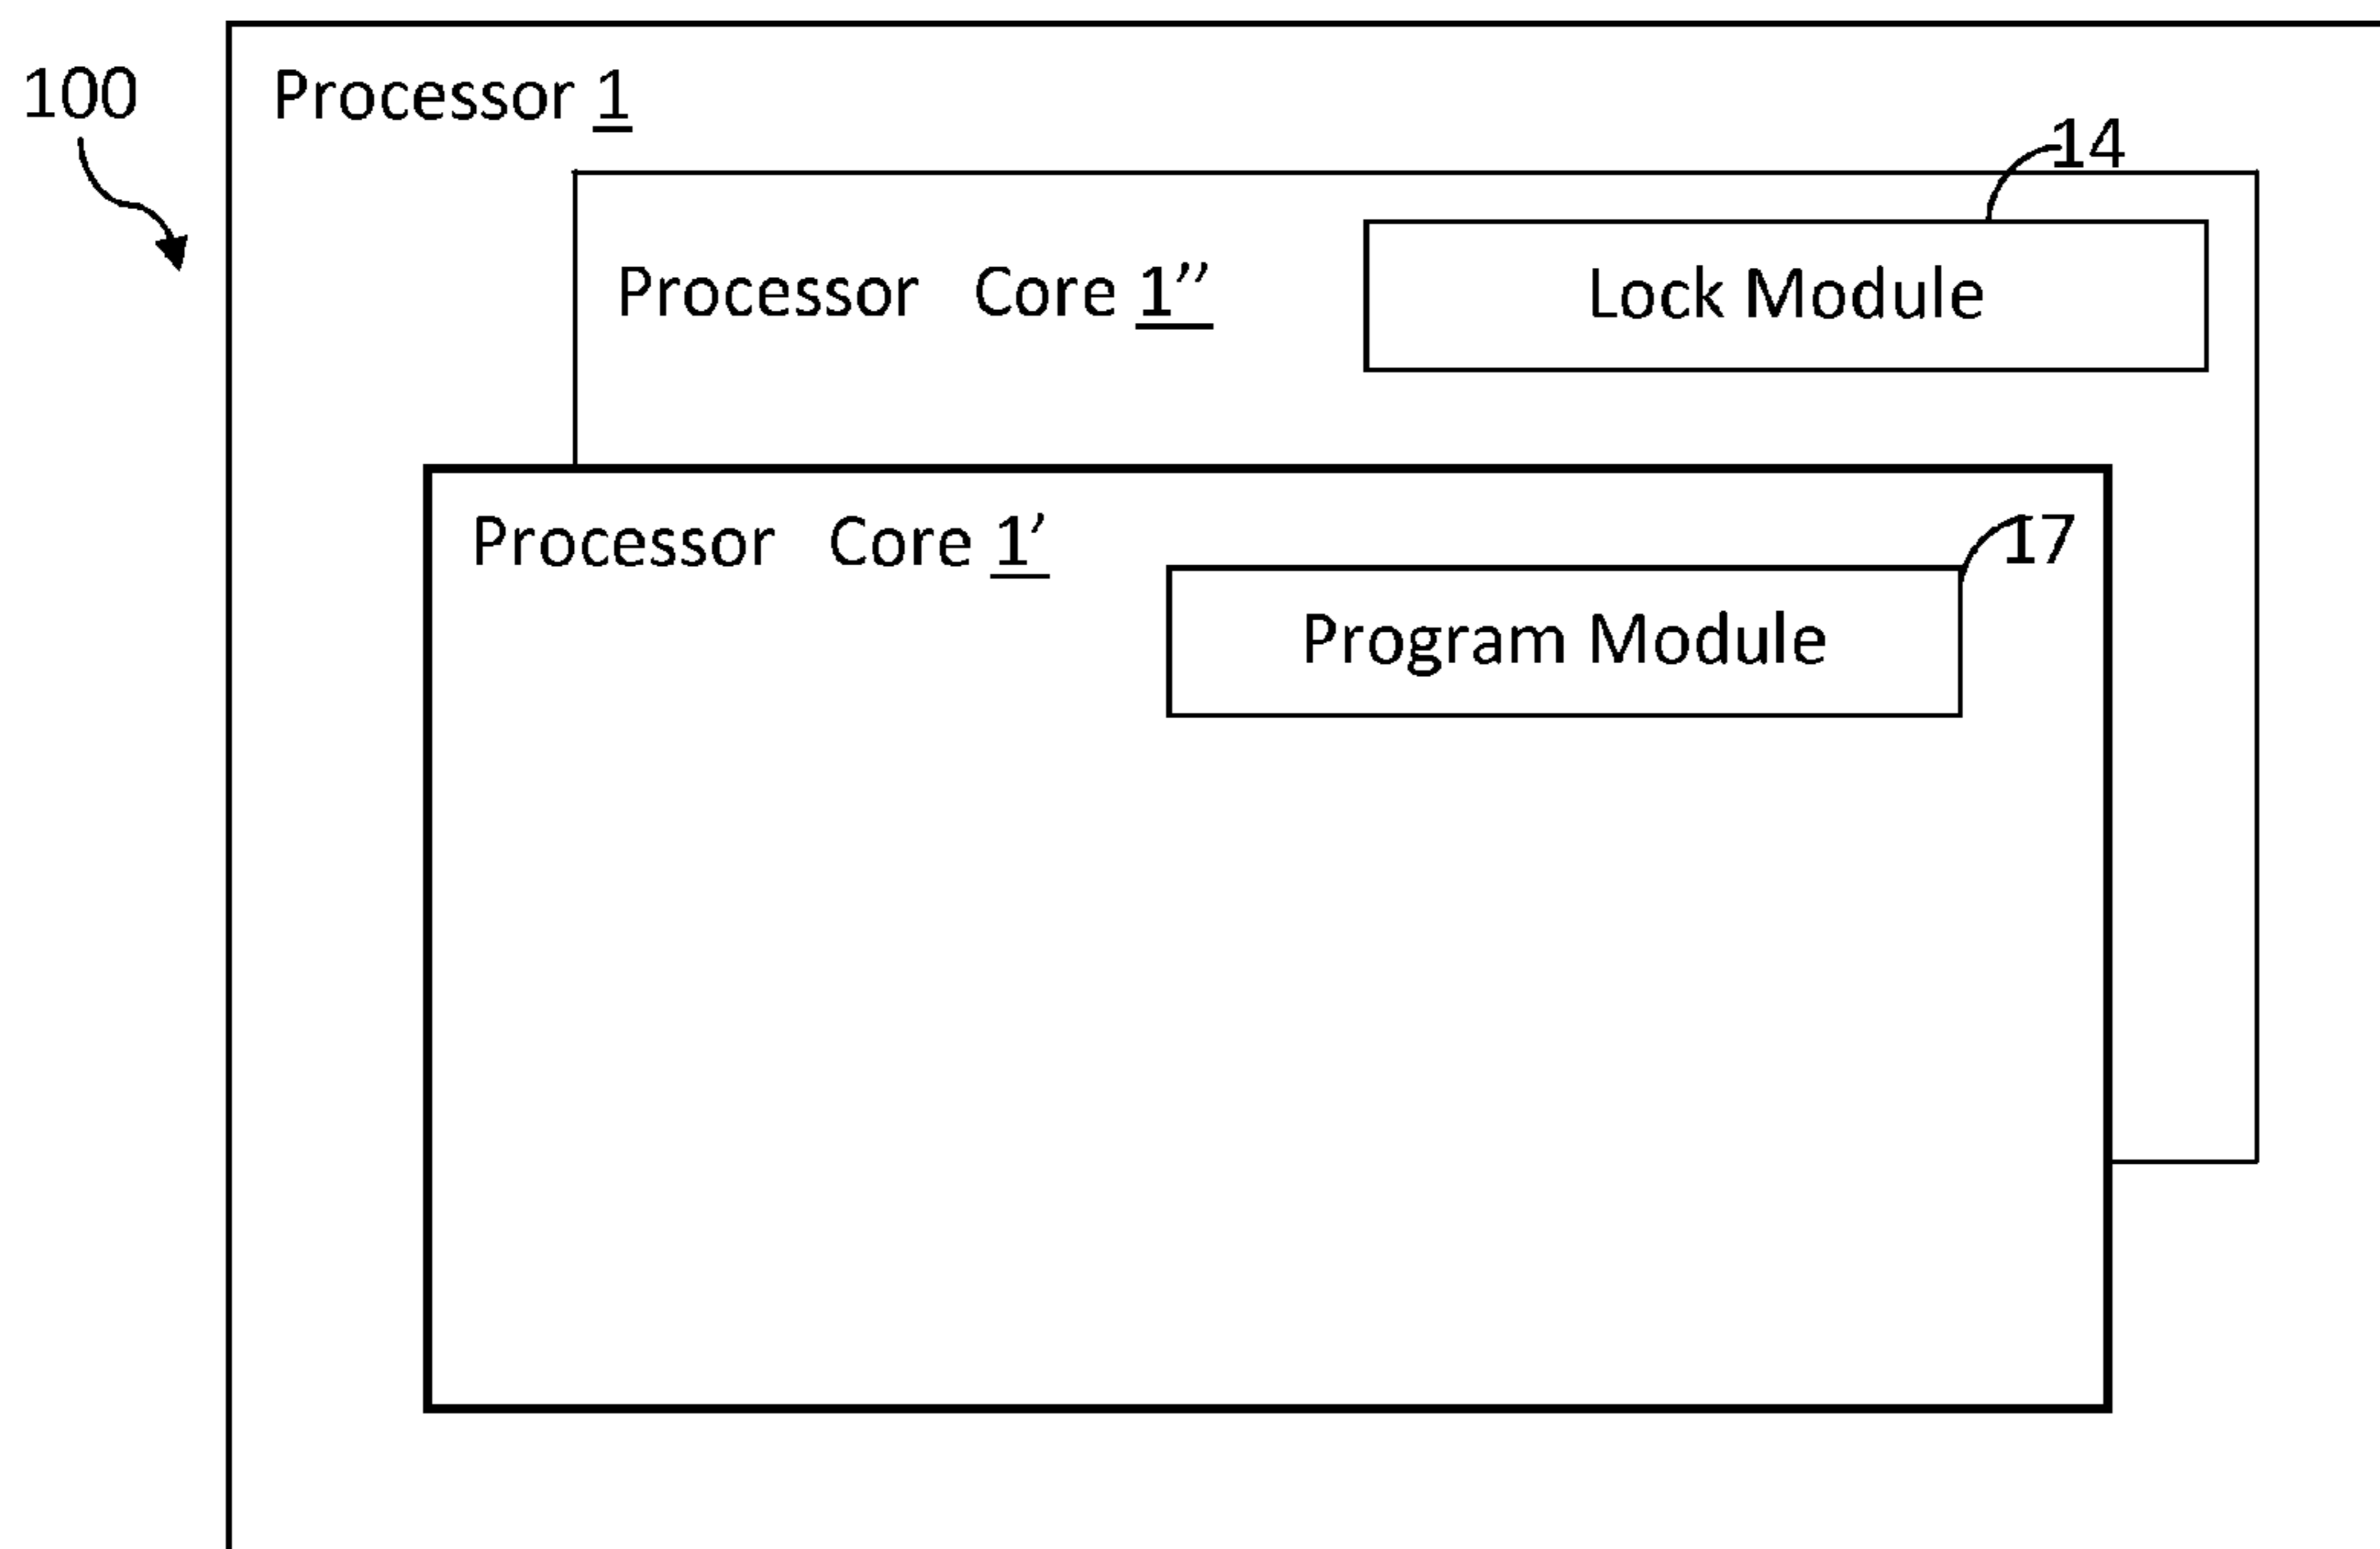 100
Processor 1
14
Processor Core 1’’
Lock Module
Processor Core 1’
17
Program Module